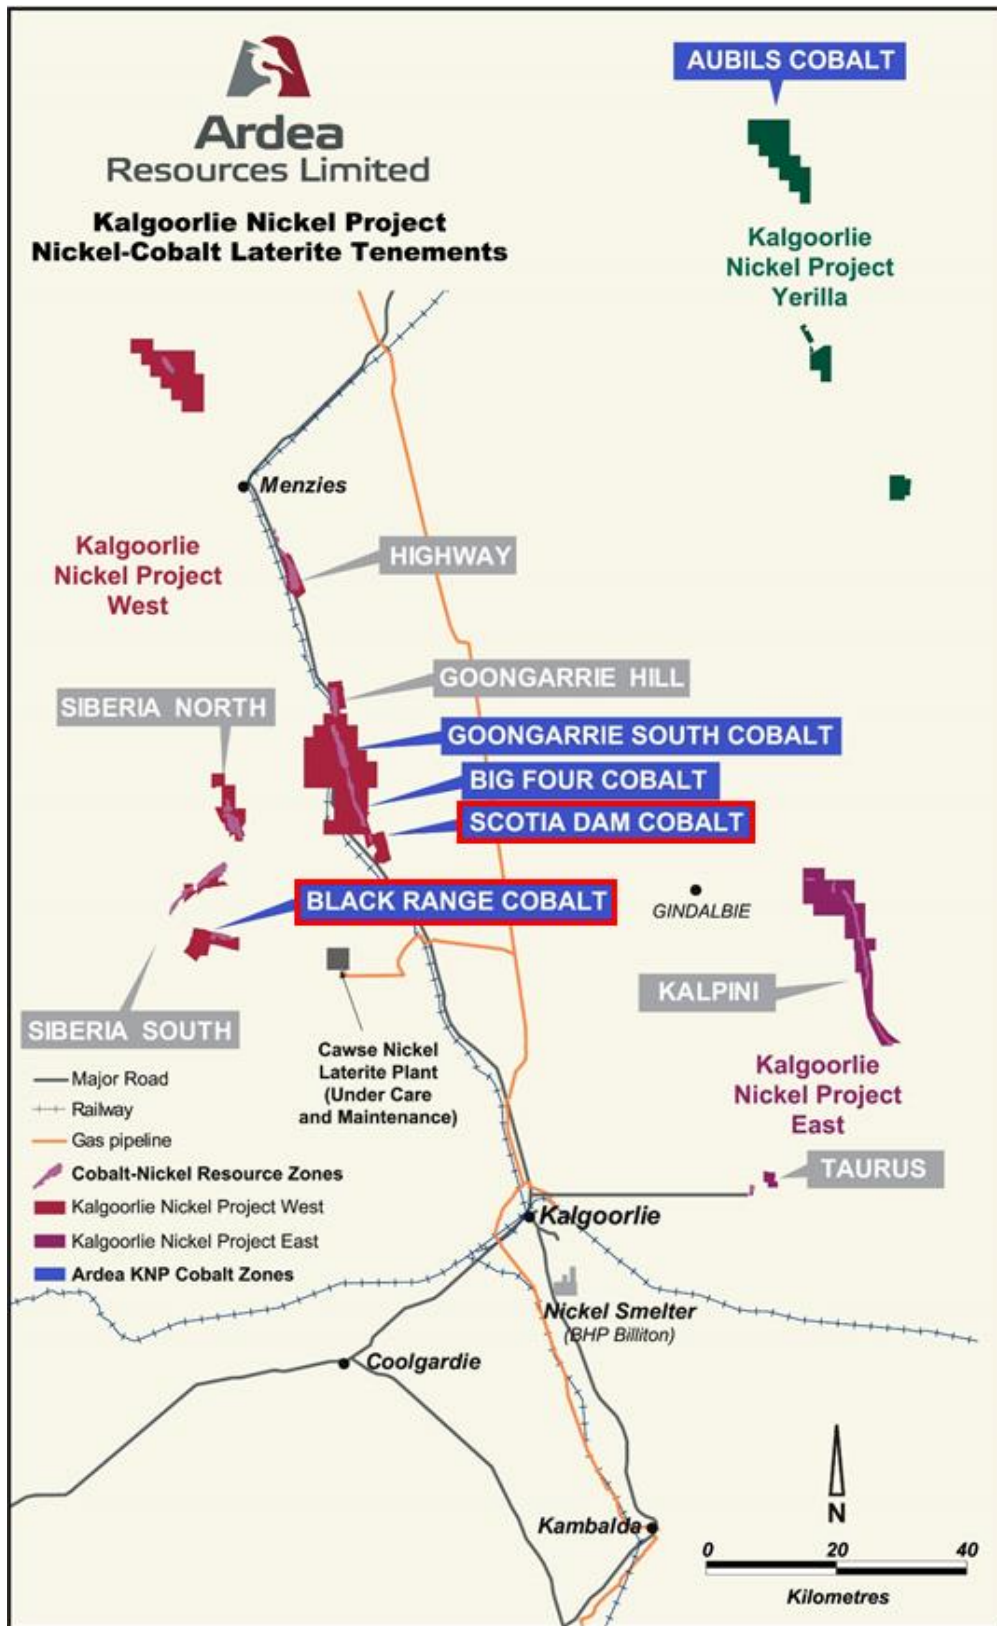 Ardea
Resources Limited
Kalgoorlie Nickel Project
Nickel-Cobalt Laterite Tenements
AUBILS COBALT
Kalgoorlie
Nickel Project
Yerilla
Menzies
Kalgoorlie
Nickel Project
West
HIGHWAY
GOONGARRIE HILL
SIBERIA NORTH
GOONGARRIE SOUTH COBALT
BIG FOUR COBALT
SCOTIA DAM COBALT
BLACK RANGE COBALT
GINDALBIE
KALPINI
SIBERIA SOUTH
Cawse Nickel
Laterite Plant
(Under Care
and Maintenance)
Kalgoorlie
Nickel Project
East
TAURUS
Major Road
Railway
Gas pipeline
Cobalt-Nickel Resource Zones
Kalgoorlie Nickel Project West
Kalgoorlie Nickel Project East
Ardea KNP Cobalt Zones
Kalgoorlie
Nickel Smelter
(BHP Billiton)
Coolgardie
Kambalda
N
0 20 40
Kilometres